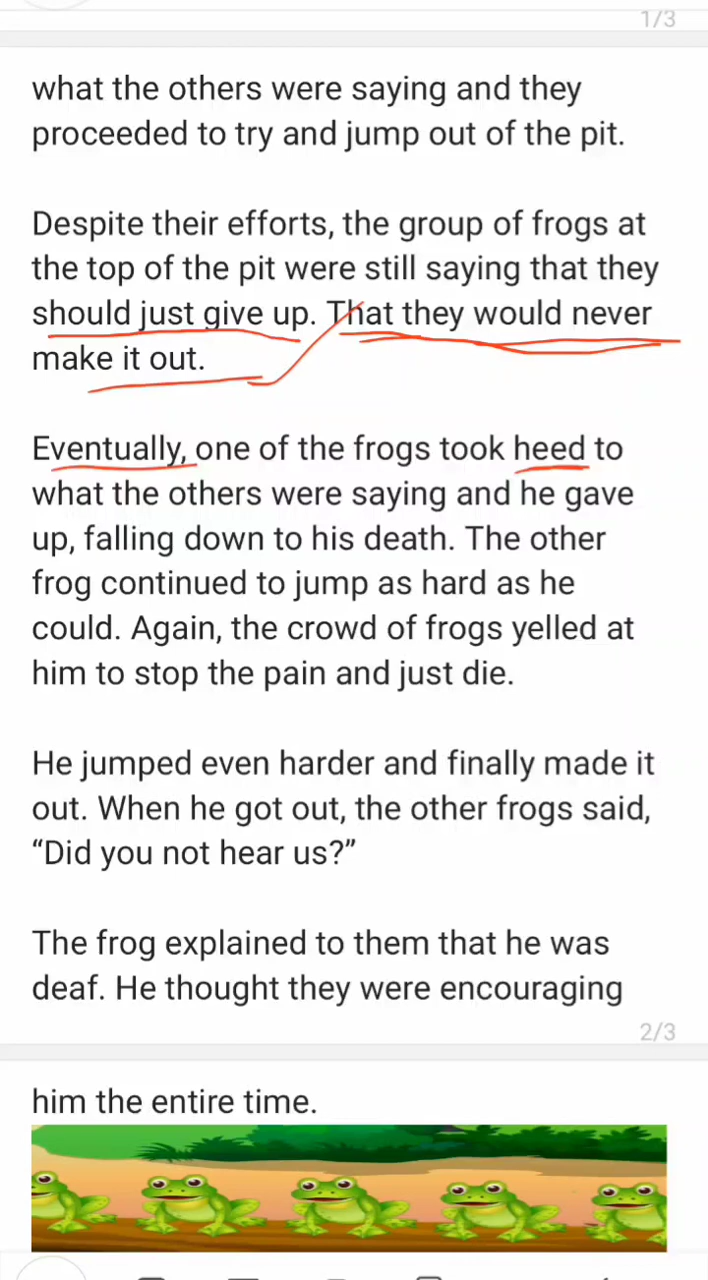 1/3
what the others were saying and they
proceeded to try and jump out of the pit.
Despite their efforts, the group of frogs at
the top of the pit were still saying that they
should just give up. That they would never
make it out.
Eventually, one of the frogs took heed to
what the others were saying and he gave
up, falling down to his death. The other
frog continued to jump as hard as he
could. Again, the crowd of frogs yelled at
him to stop the pain and just die.
He jumped even harder and finally made it
out. When he got out, the other frogs said,
“Did you not hear us?”
The frog explained to them that he was
deaf. He thought they were encouraging
2/3
him the entire time.